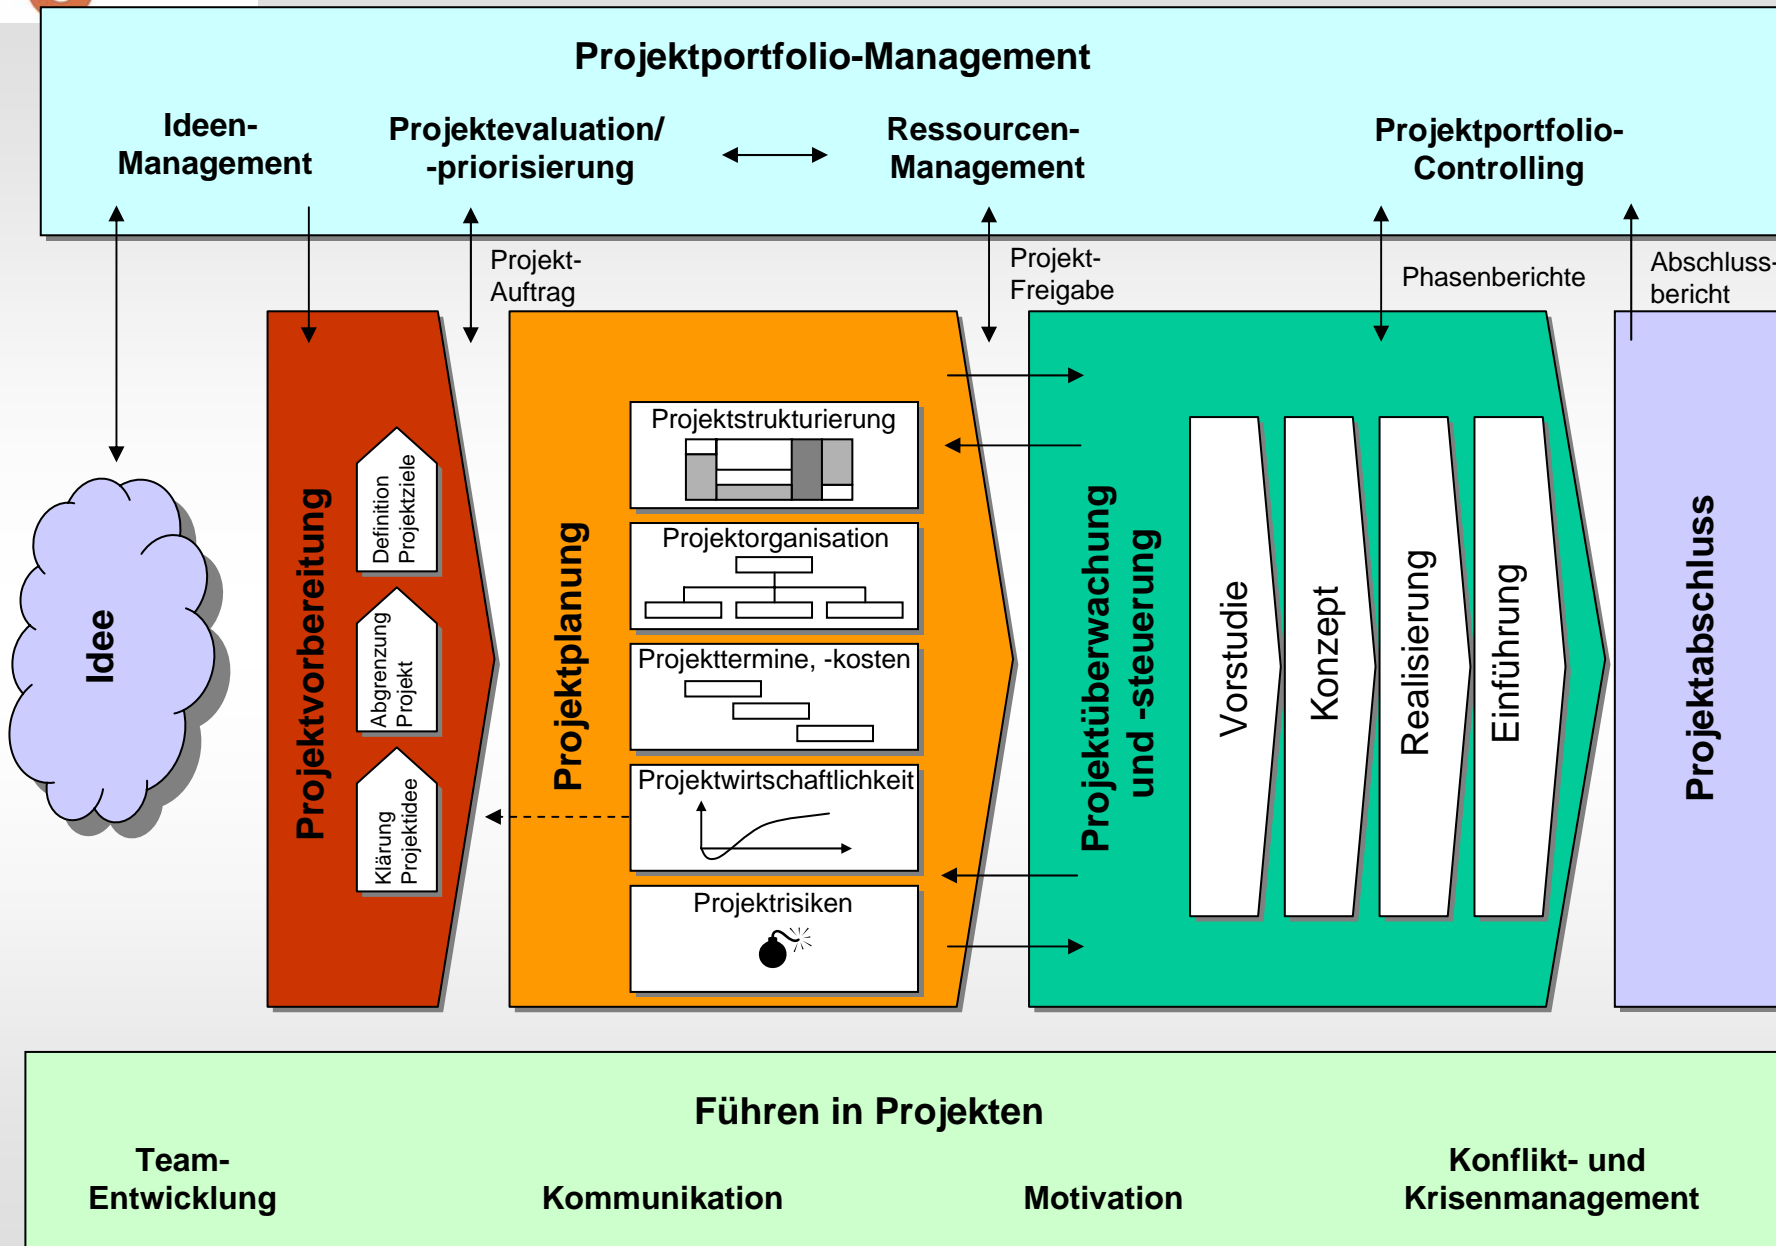 Projektportfolio-Management
Ideen-
Management
Projektevaluation/
-priorisierung
Ressourcen-
Management
Projektportfolio-
Controlling
Projekt-
Auftrag
Projekt-
Freigabe
Phasenberichte
Abschluss-
bericht
Idee
Projektvorbereitung
Definition
Projektziele
Abgrenzung
Projekt
Klärung
Projektidee
Projektplanung
Projektstrukturierung
Projektorganisation
Projekttermine, -kosten
Projektwirtschaftlichkeit
Projektrisiken
Projektüberwachung
und -steuerung
Vorstudie
Konzept
Realisierung
Einführung
Projektabschluss
Führen in Projekten
Team-
Entwicklung
Kommunikation
Motivation
Konflikt- und
Krisenmanagement